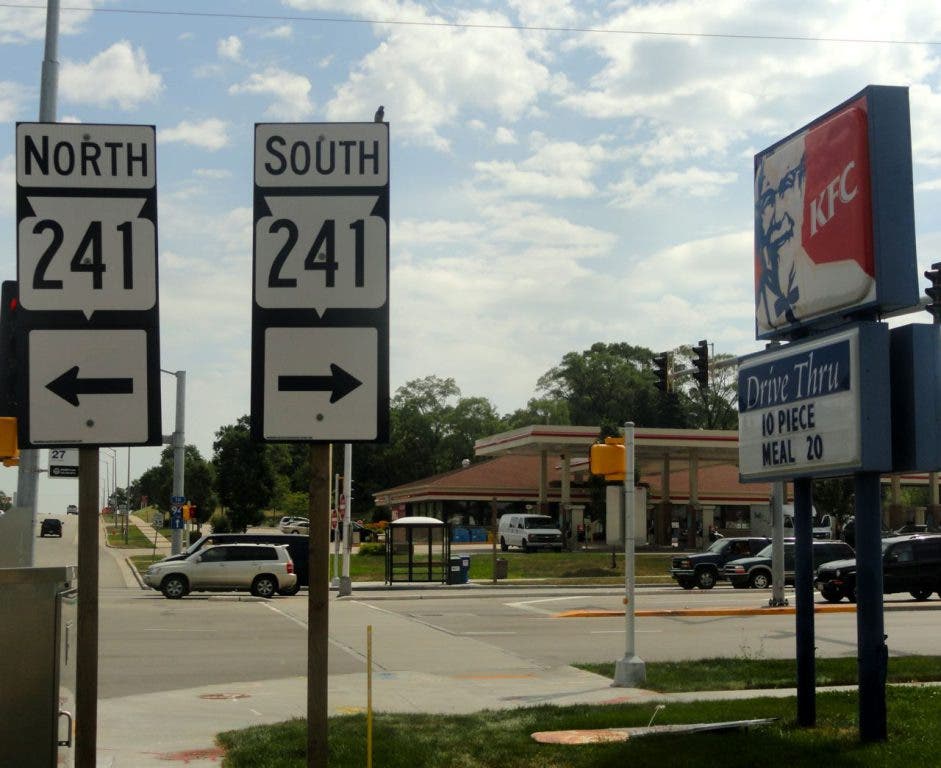 NORTH
241
SOUTH
241
KFC
Drive Thru
10 PIECE
MEAL 20
27